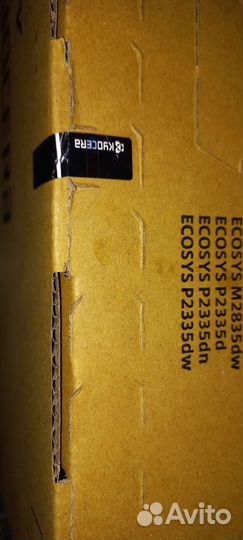 KYOCERA
ECOSYS M2835dw
ECOSYS P2335d
ECOSYS P2335dn
ECOSYS P2335dw
Avito